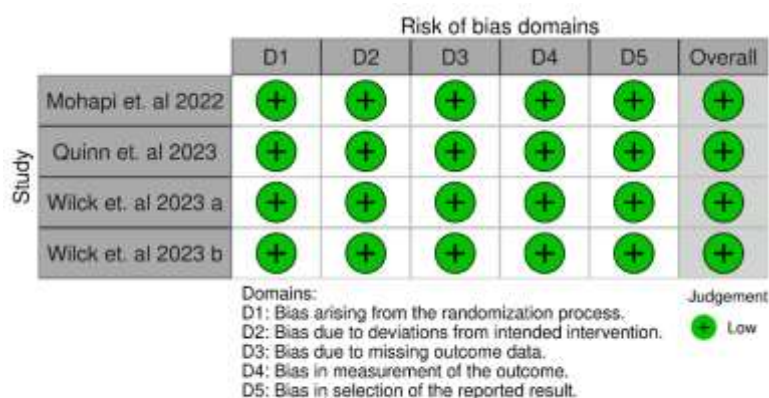 Risk of bias domains
D1 D2 D3 D4 D5 Overall
Study
Mohapi et. al 2022 + + + + + +
Quinn et. al 2023 + + + + + +
Wilck et. al 2023 a + + + + + +
Wilck et. al 2023 b + + + + + +
Domains:
D1: Bias arising from the randomization process.
D2: Bias due to deviations from intended intervention.
D3: Bias due to missing outcome data.
D4: Bias in measurement of the outcome.
D5: Bias in selection of the reported result.
Judgement
+ Low